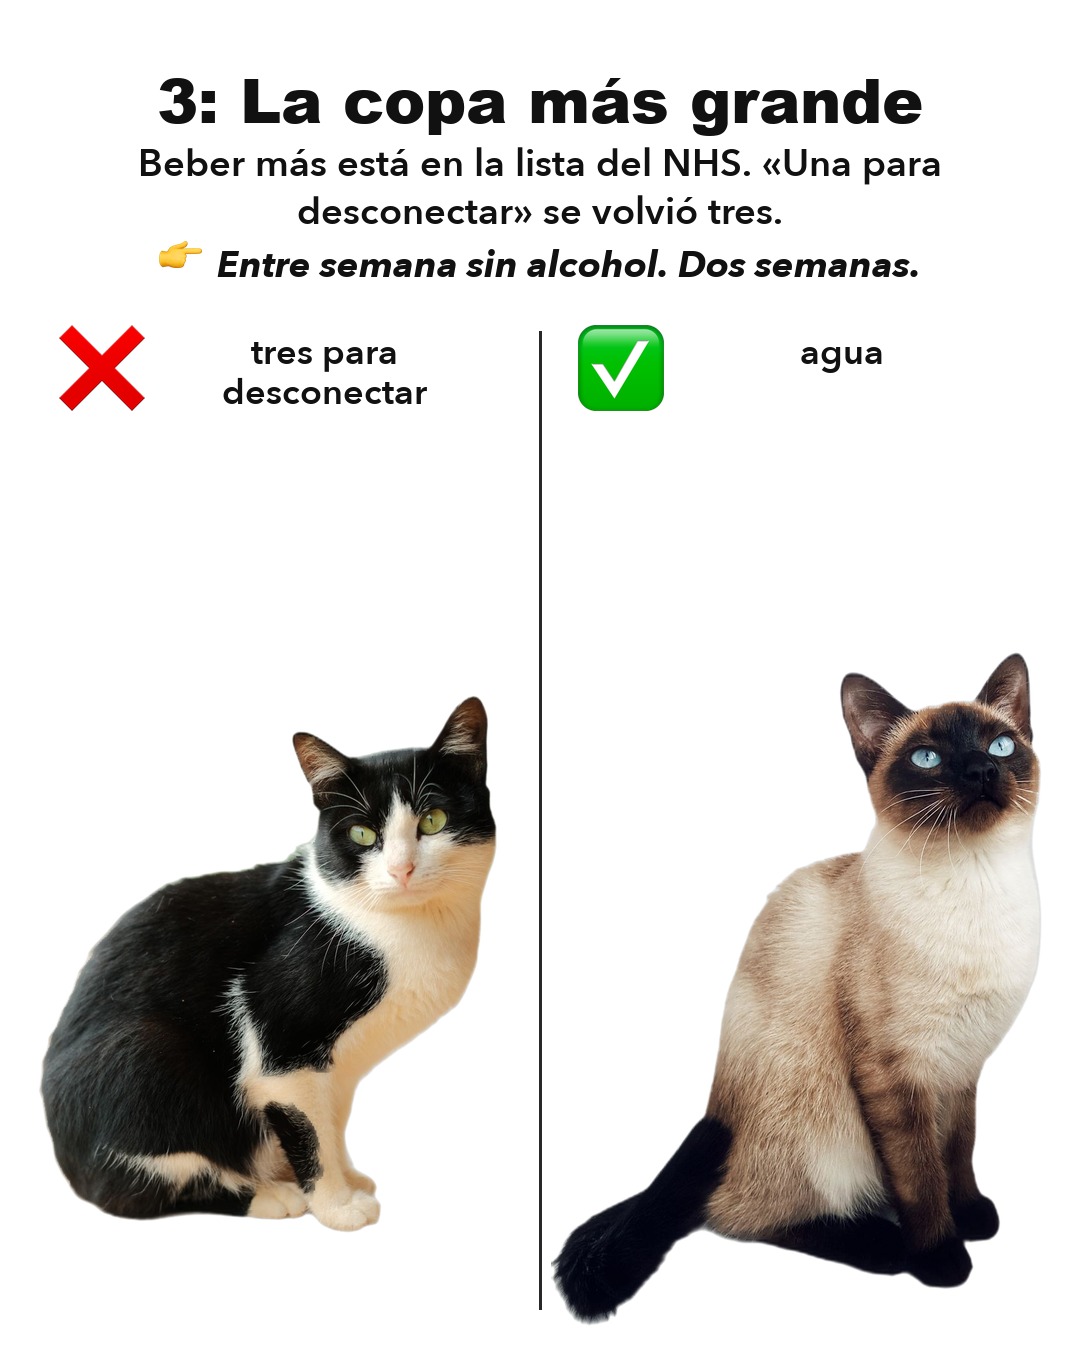 3: La copa más grande
Beber más está en la lista del NHS. «Una para
desconectar» se volvió tres.
👉 Entre semana sin alcohol. Dos semanas.
tres para
desconectar
agua